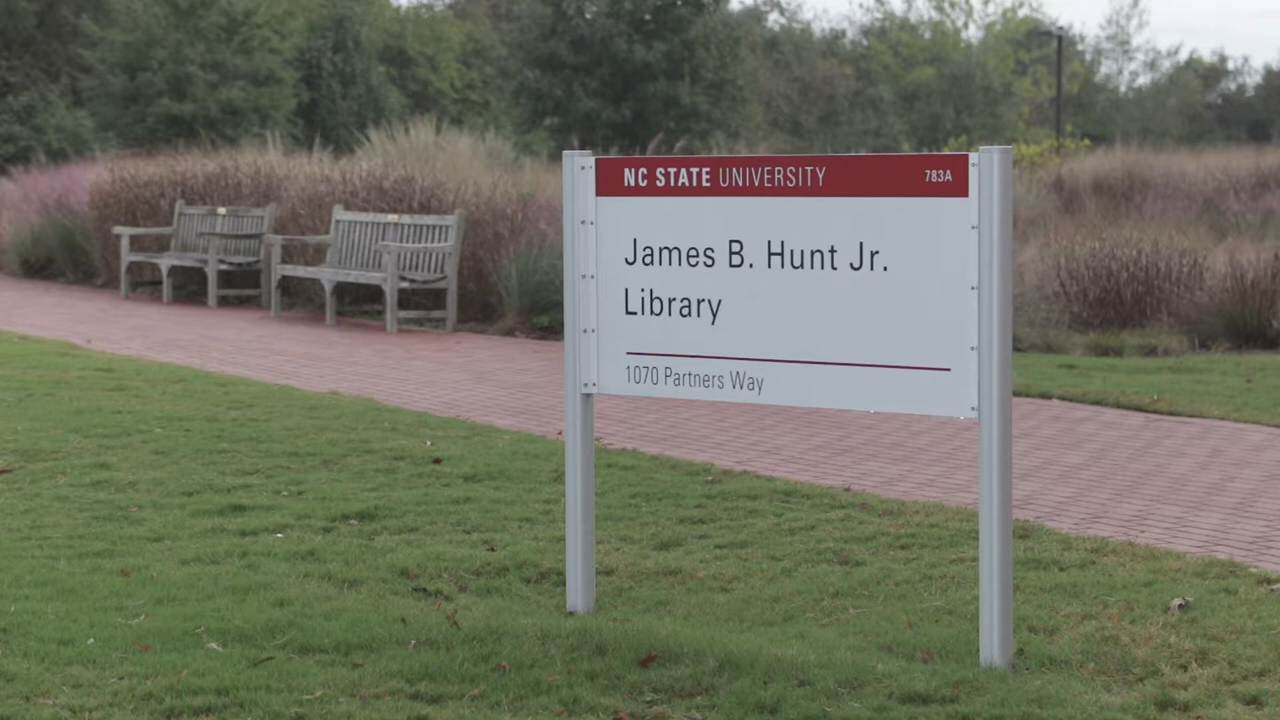 NC STATE UNIVERSITY 783A
James B. Hunt Jr.
Library
1070 Partners Way